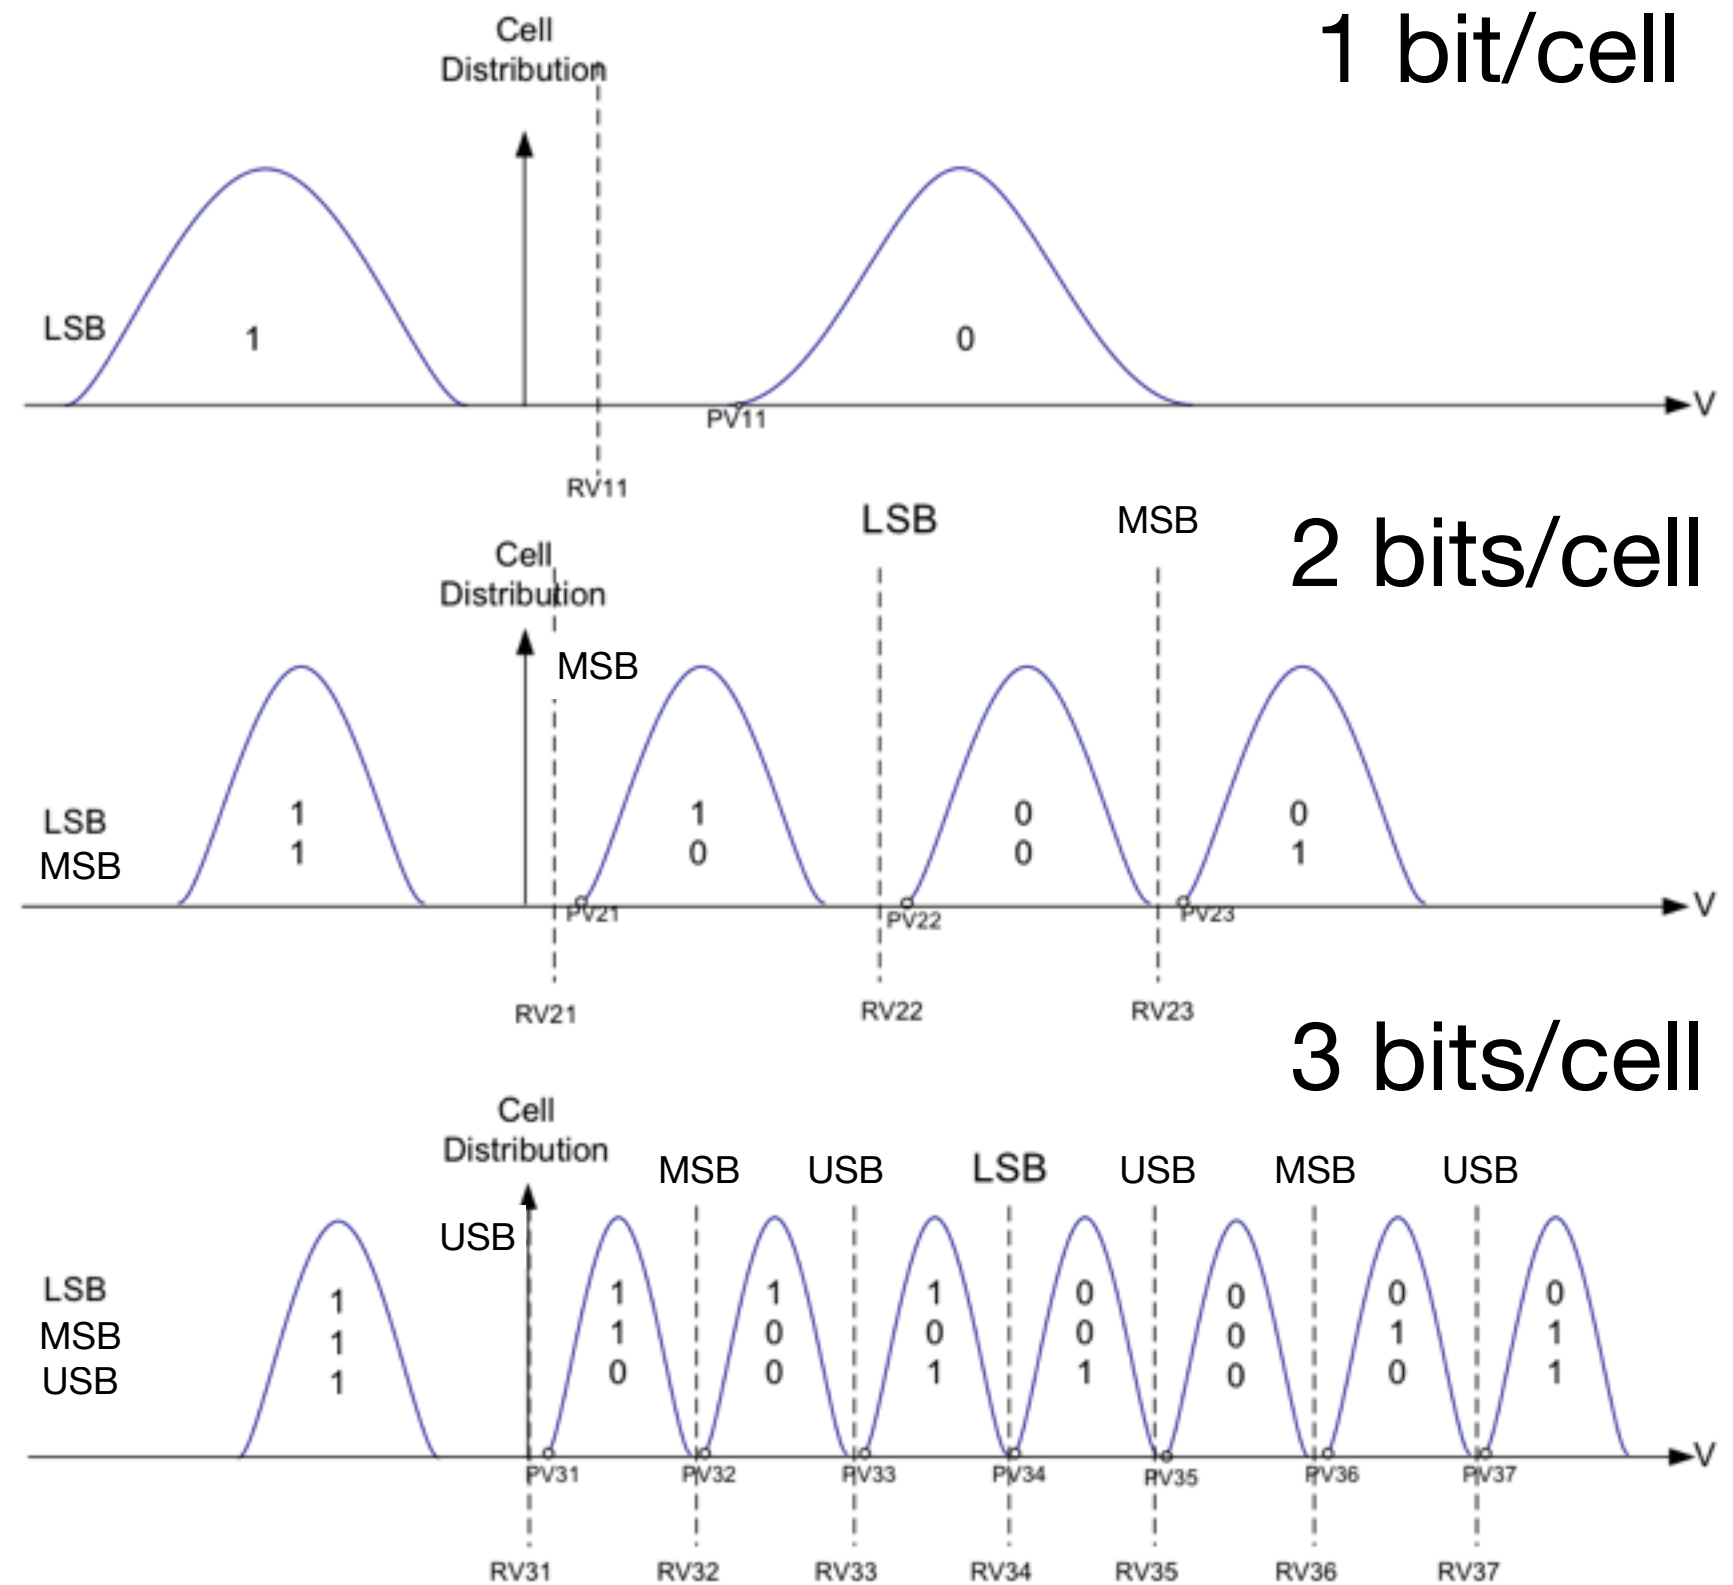 1 bit/cell
Cell
Distribution
LSB
1
0
V
PV11
RV11
2 bits/cell
LSB
MSB
Cell
Distribution
MSB
LSB
MSB
1
1
1
0
0
0
0
1
V
PV21
PV22
PV23
RV21
RV22
RV23
3 bits/cell
Cell
Distribution
MSB
USB
LSB
USB
MSB
USB
USB
LSB
MSB
USB
1
1
1
1
1
0
1
0
0
1
0
1
0
0
1
0
0
0
0
1
0
0
1
1
V
PV31
PV32
PV33
PV34
PV35
PV36
PV37
RV31
RV32
RV33
RV34
RV35
RV36
RV37